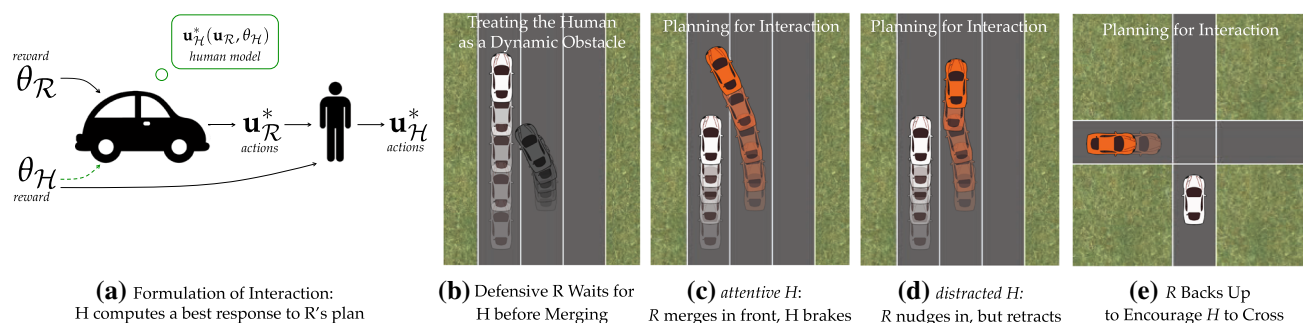 reward
θ_R
u*_H(u_R, θ_H)
human model
u*_R
actions
u*_H
actions
θ_H
reward
(a) Formulation of Interaction:
H computes a best response to R's plan
Treating the Human
as a Dynamic Obstacle
(b) Defensive R Waits for
H before Merging
Planning for Interaction
(c) attentive H:
R merges in front, H brakes
Planning for Interaction
(d) distracted H:
R nudges in, but retracts
Planning for Interaction
(e) R Backs Up
to Encourage H to Cross